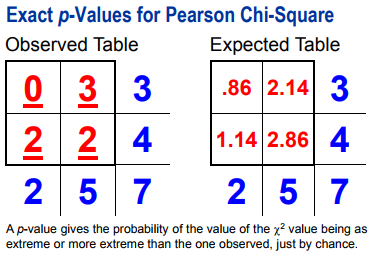 Exact p-Values for Pearson Chi-Square
Observed Table Expected Table
0 3 3 .86 2.14 3
2 2 4 1.14 2.86 4
2 5 7 2 5 7
A p-value gives the probability of the value of the χ² value being as
extreme or more extreme than the one observed, just by chance.